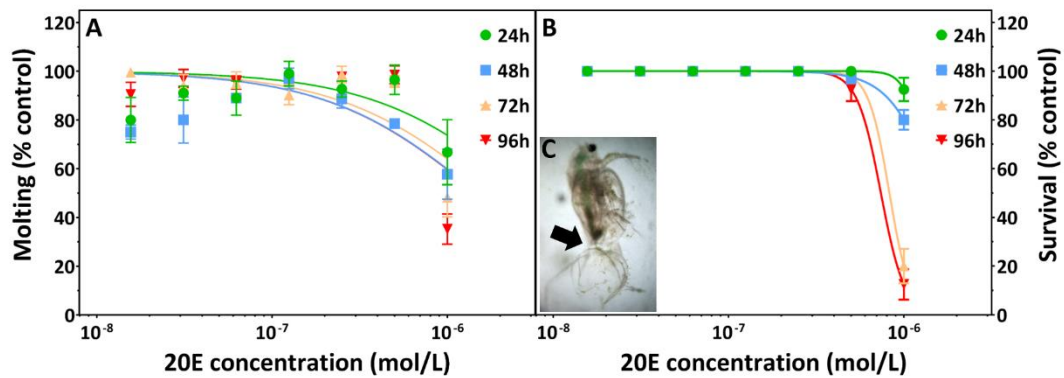 A
Molting (% control)
120
100
80
60
40
20
0
10-8
10-7
10-6
20E concentration (mol/L)
24h
48h
72h
96h
B
C
24h
48h
72h
96h
120
100
80
60
40
20
0
Survival (% control)
10-8
10-7
10-6
20E concentration (mol/L)